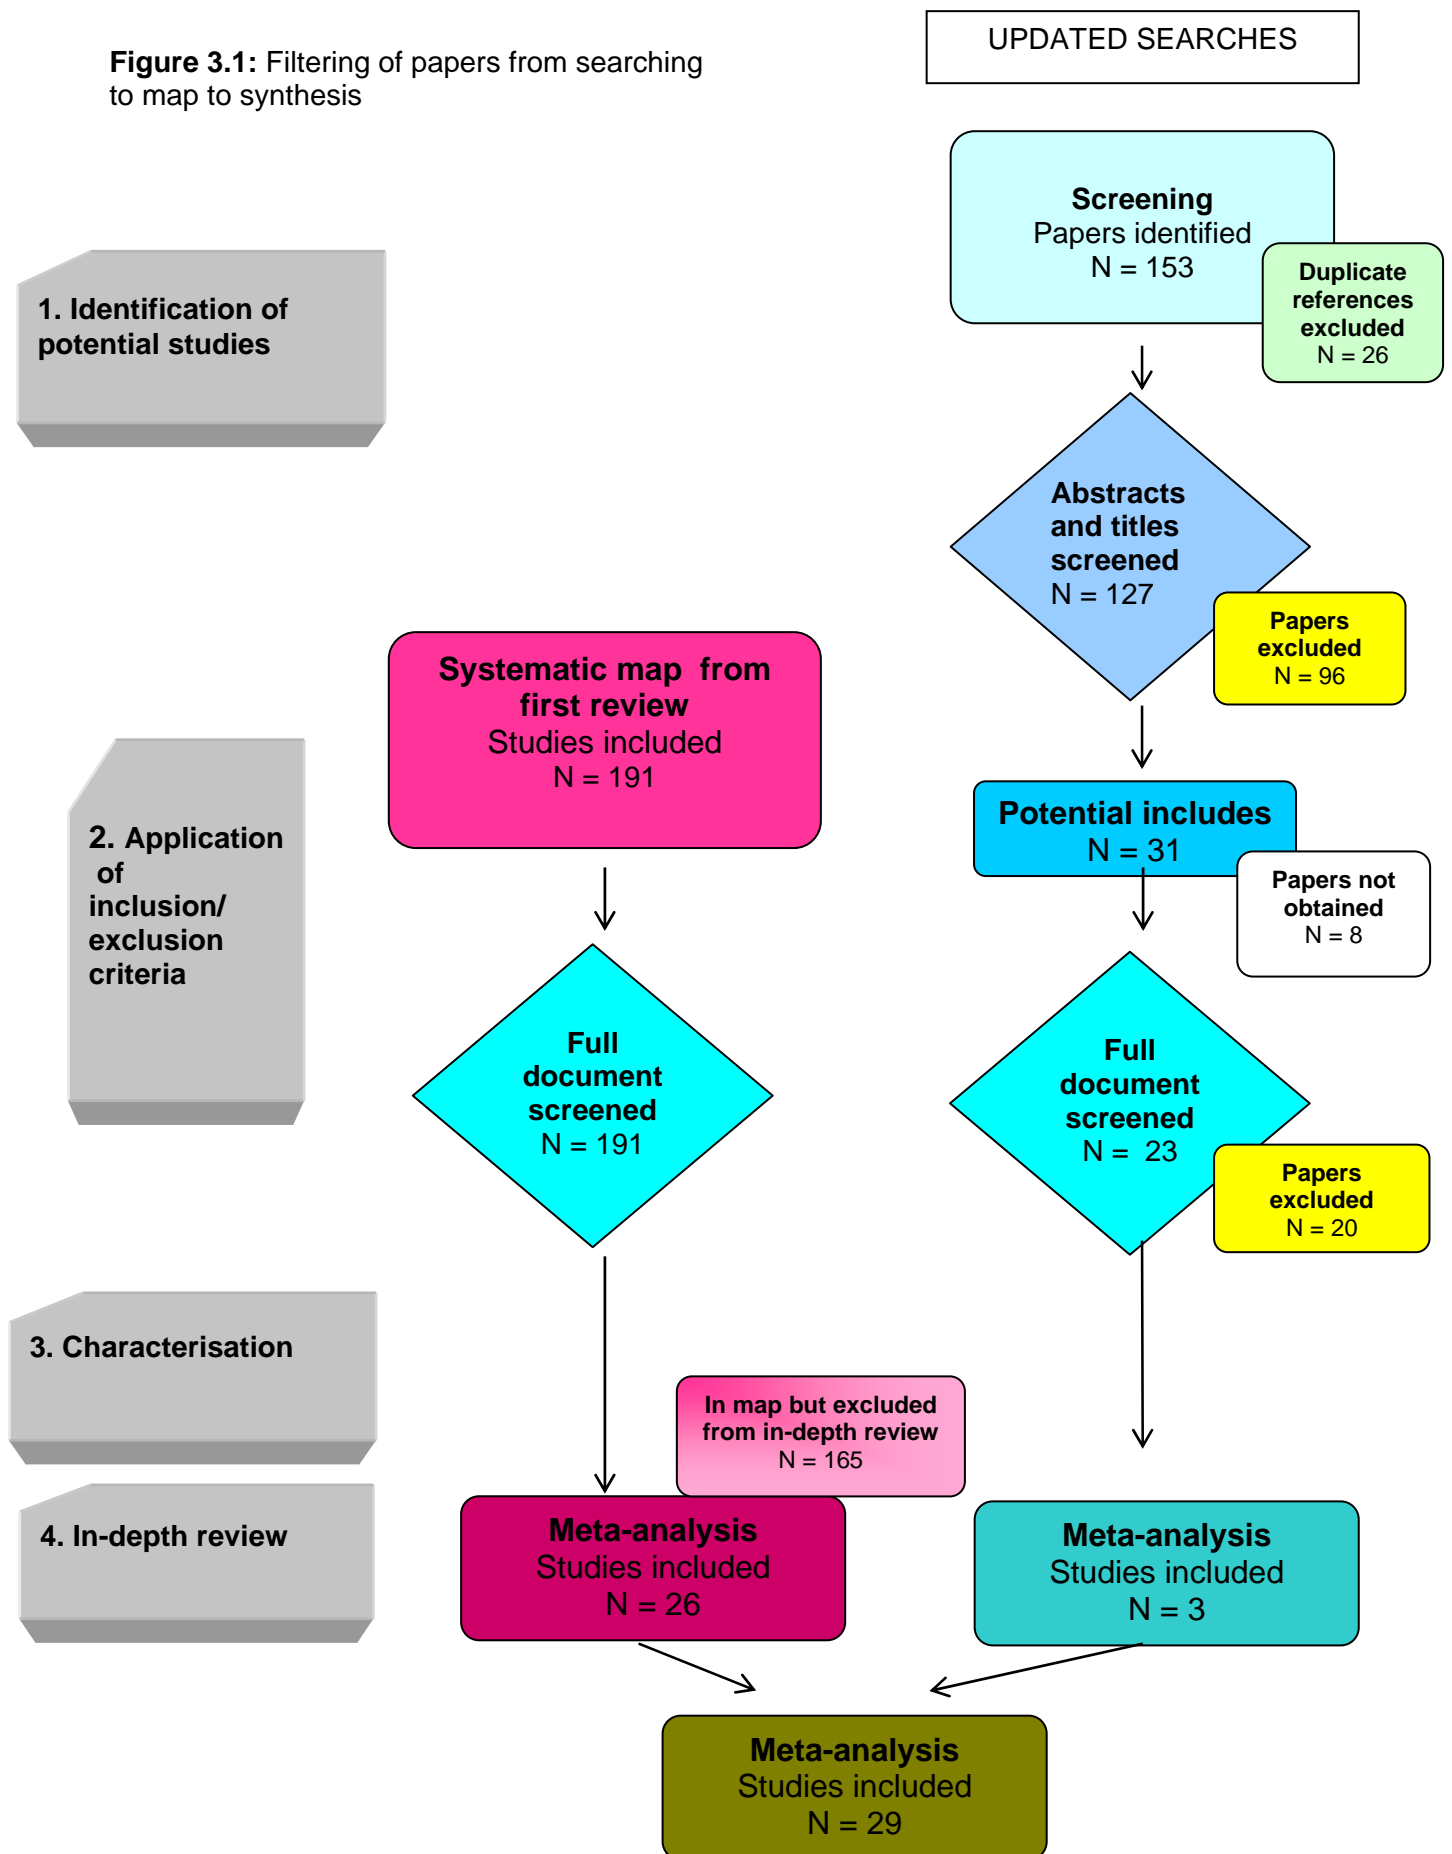 Figure 3.1: Filtering of papers from searching
to map to synthesis
UPDATED SEARCHES
Screening
Papers identified
N = 153
Duplicate
references
excluded
N = 26
1. Identification of
potential studies
Abstracts
and titles
screened
N = 127
Papers
excluded
N = 96
Systematic map from
first review
Studies included
N = 191
2. Application
of
inclusion/
exclusion
criteria
Potential includes
N = 31
Papers not
obtained
N = 8
Full
document
screened
N = 191
Full
document
screened
N = 23
Papers
excluded
N = 20
3. Characterisation
In map but excluded
from in-depth review
N = 165
4. In-depth review
Meta-analysis
Studies included
N = 26
Meta-analysis
Studies included
N = 3
Meta-analysis
Studies included
N = 29